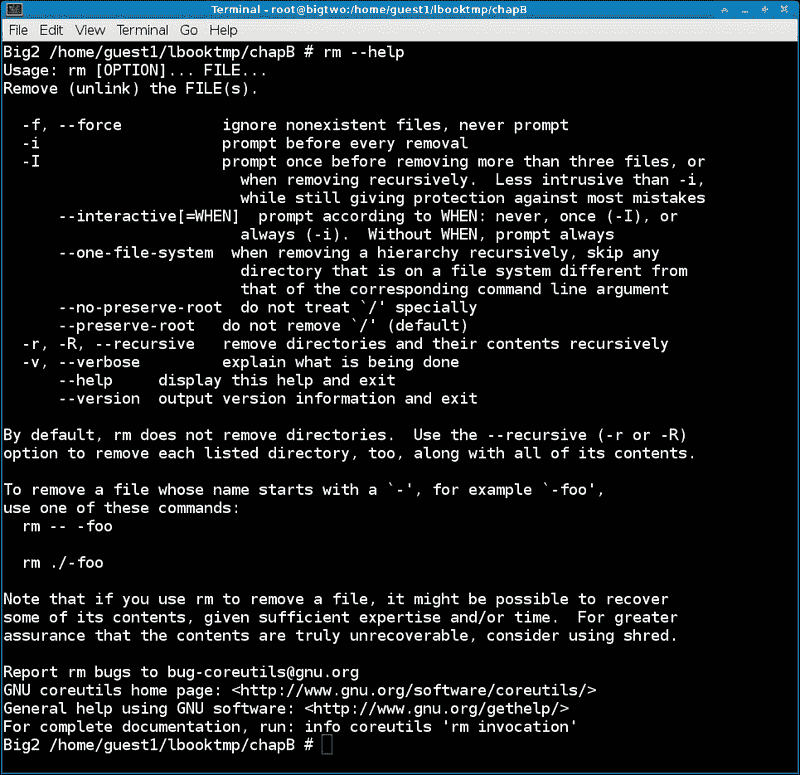 Terminal - root@bigtwo:/home/guest1/lbooktmp/chapB
File Edit View Terminal Go Help
Big2 /home/guest1/lbooktmp/chapB # rm --help
Usage: rm [OPTION]... FILE...
Remove (unlink) the FILE(s).

  -f, --force           ignore nonexistent files, never prompt
  -i                    prompt before every removal
  -I                    prompt once before removing more than three files, or
                          when removing recursively.  Less intrusive than -i,
                          while still giving protection against most mistakes
      --interactive[=WHEN]  prompt according to WHEN: never, once (-I), or
                          always (-i).  Without WHEN, prompt always
      --one-file-system  when removing a hierarchy recursively, skip any
                          directory that is on a file system different from
                          that of the corresponding command line argument
      --no-preserve-root  do not treat `/' specially
      --preserve-root   do not remove `/' (default)
  -r, -R, --recursive   remove directories and their contents recursively
  -v, --verbose         explain what is being done
      --help     display this help and exit
      --version  output version information and exit

By default, rm does not remove directories.  Use the --recursive (-r or -R)
option to remove each listed directory, too, along with all of its contents.

To remove a file whose name starts with a `-', for example `-foo',
use one of these commands:
  rm -- -foo

  rm ./-foo

Note that if you use rm to remove a file, it might be possible to recover
some of its contents, given sufficient expertise and/or time.  For greater
assurance that the contents are truly unrecoverable, consider using shred.

Report rm bugs to bug-coreutils@gnu.org
GNU coreutils home page: <http://www.gnu.org/software/coreutils/>
General help using GNU software: <http://www.gnu.org/gethelp/>
For complete documentation, run: info coreutils 'rm invocation'
Big2 /home/guest1/lbooktmp/chapB #